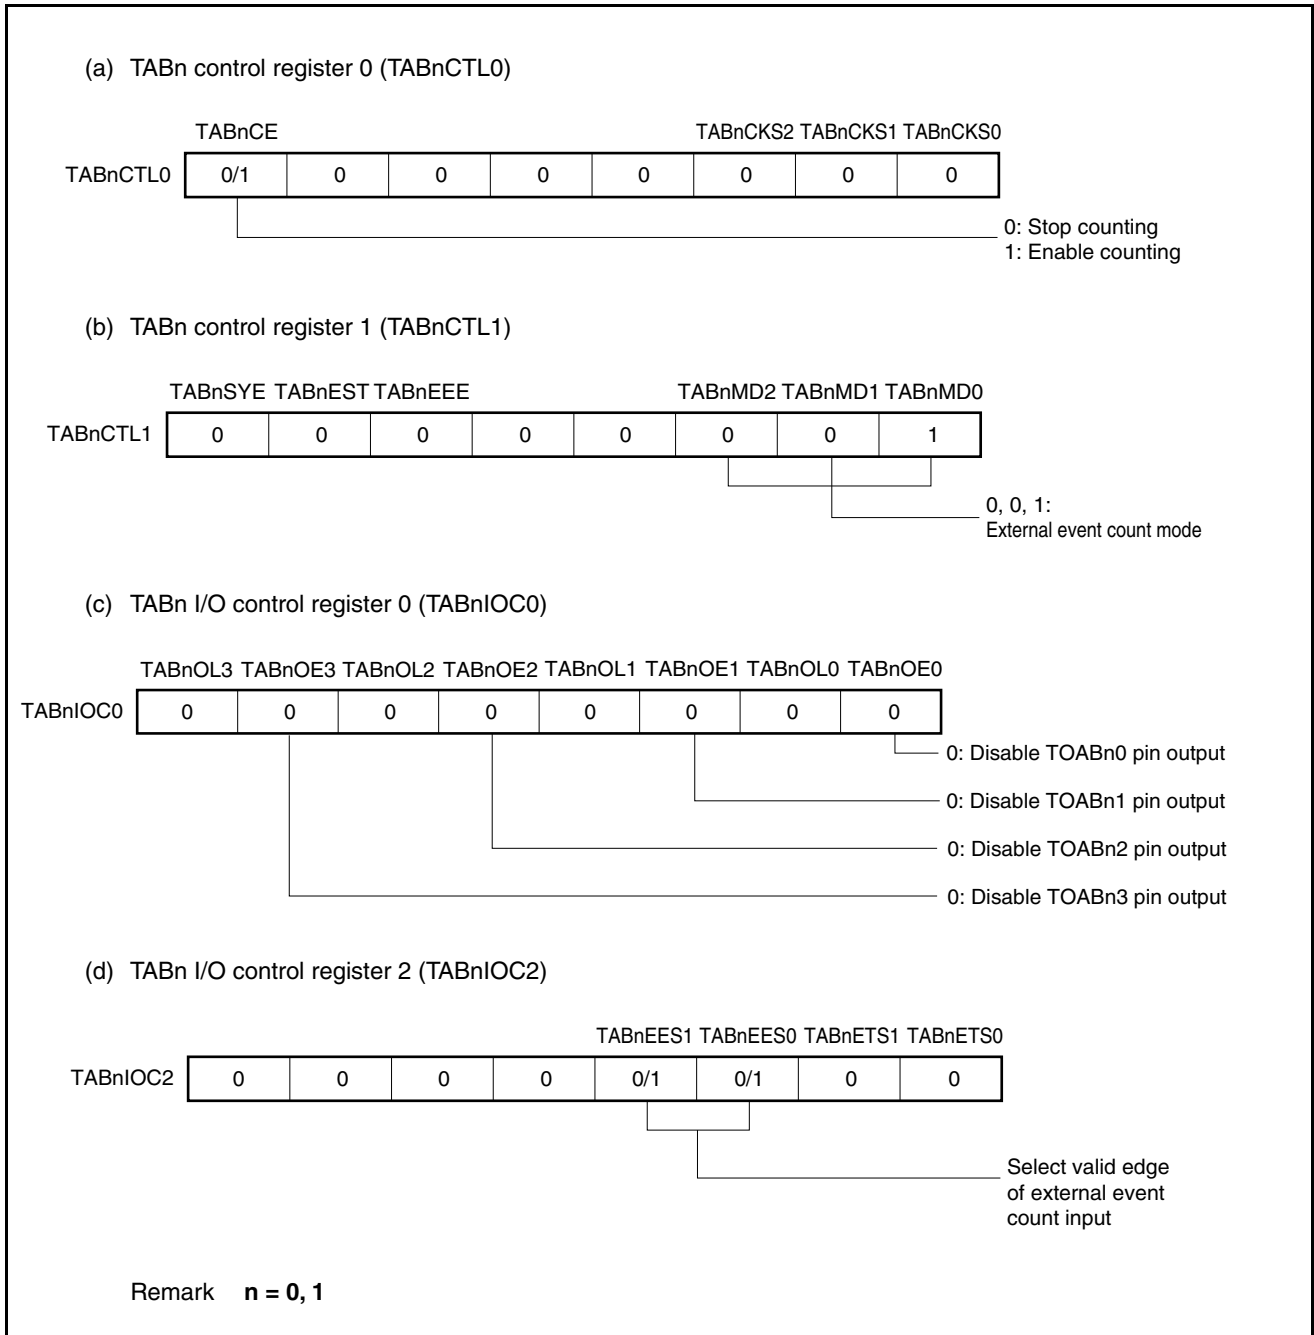 (a) TABn control register 0 (TABnCTL0)
TABnCE TABnCKS2 TABnCKS1 TABnCKS0
TABnCTL0 0/1 0 0 0 0 0 0 0
0: Stop counting
1: Enable counting
(b) TABn control register 1 (TABnCTL1)
TABnSYE TABnEST TABnEEE TABnMD2 TABnMD1 TABnMD0
TABnCTL1 0 0 0 0 0 0 0 1
0, 0, 1:
External event count mode
(c) TABn I/O control register 0 (TABnIOC0)
TABnOL3 TABnOE3 TABnOL2 TABnOE2 TABnOL1 TABnOE1 TABnOL0 TABnOE0
TABnIOC0 0 0 0 0 0 0 0 0
0: Disable TOABn0 pin output
0: Disable TOABn1 pin output
0: Disable TOABn2 pin output
0: Disable TOABn3 pin output
(d) TABn I/O control register 2 (TABnIOC2)
TABnEES1 TABnEES0 TABnETS1 TABnETS0
TABnIOC2 0 0 0 0 0/1 0/1 0 0
Select valid edge
of external event
count input
Remark n = 0, 1